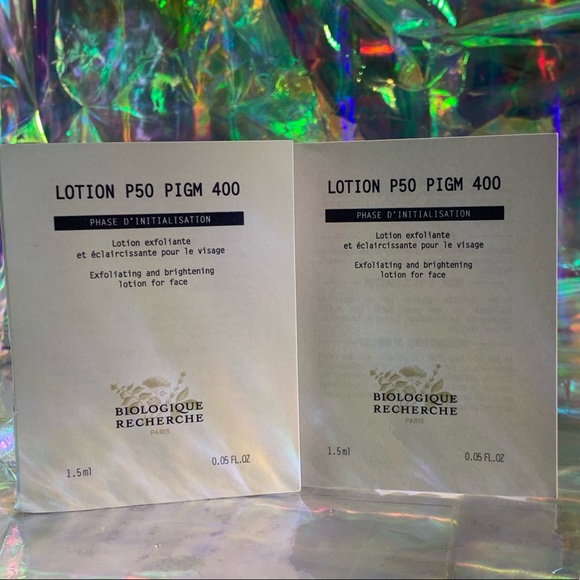 LOTION P50 PIGM 400
PHASE D'INITIALISATION
Lotion exfoliante
et éclaircissante pour le visage
Exfoliating and brightening
lotion for face
BIOLOGIQUE
RECHERCHE
PARIS
1.5ml
0.05 FL.OZ
LOTION P50 PIGM 400
PHASE D'INITIALISATION
Lotion exfoliante
et éclaircissante pour le visage
Exfoliating and brightening
lotion for face
BIOLOGIQUE
RECHERCHE
PARIS
1.5ml
0.05 FL.OZ